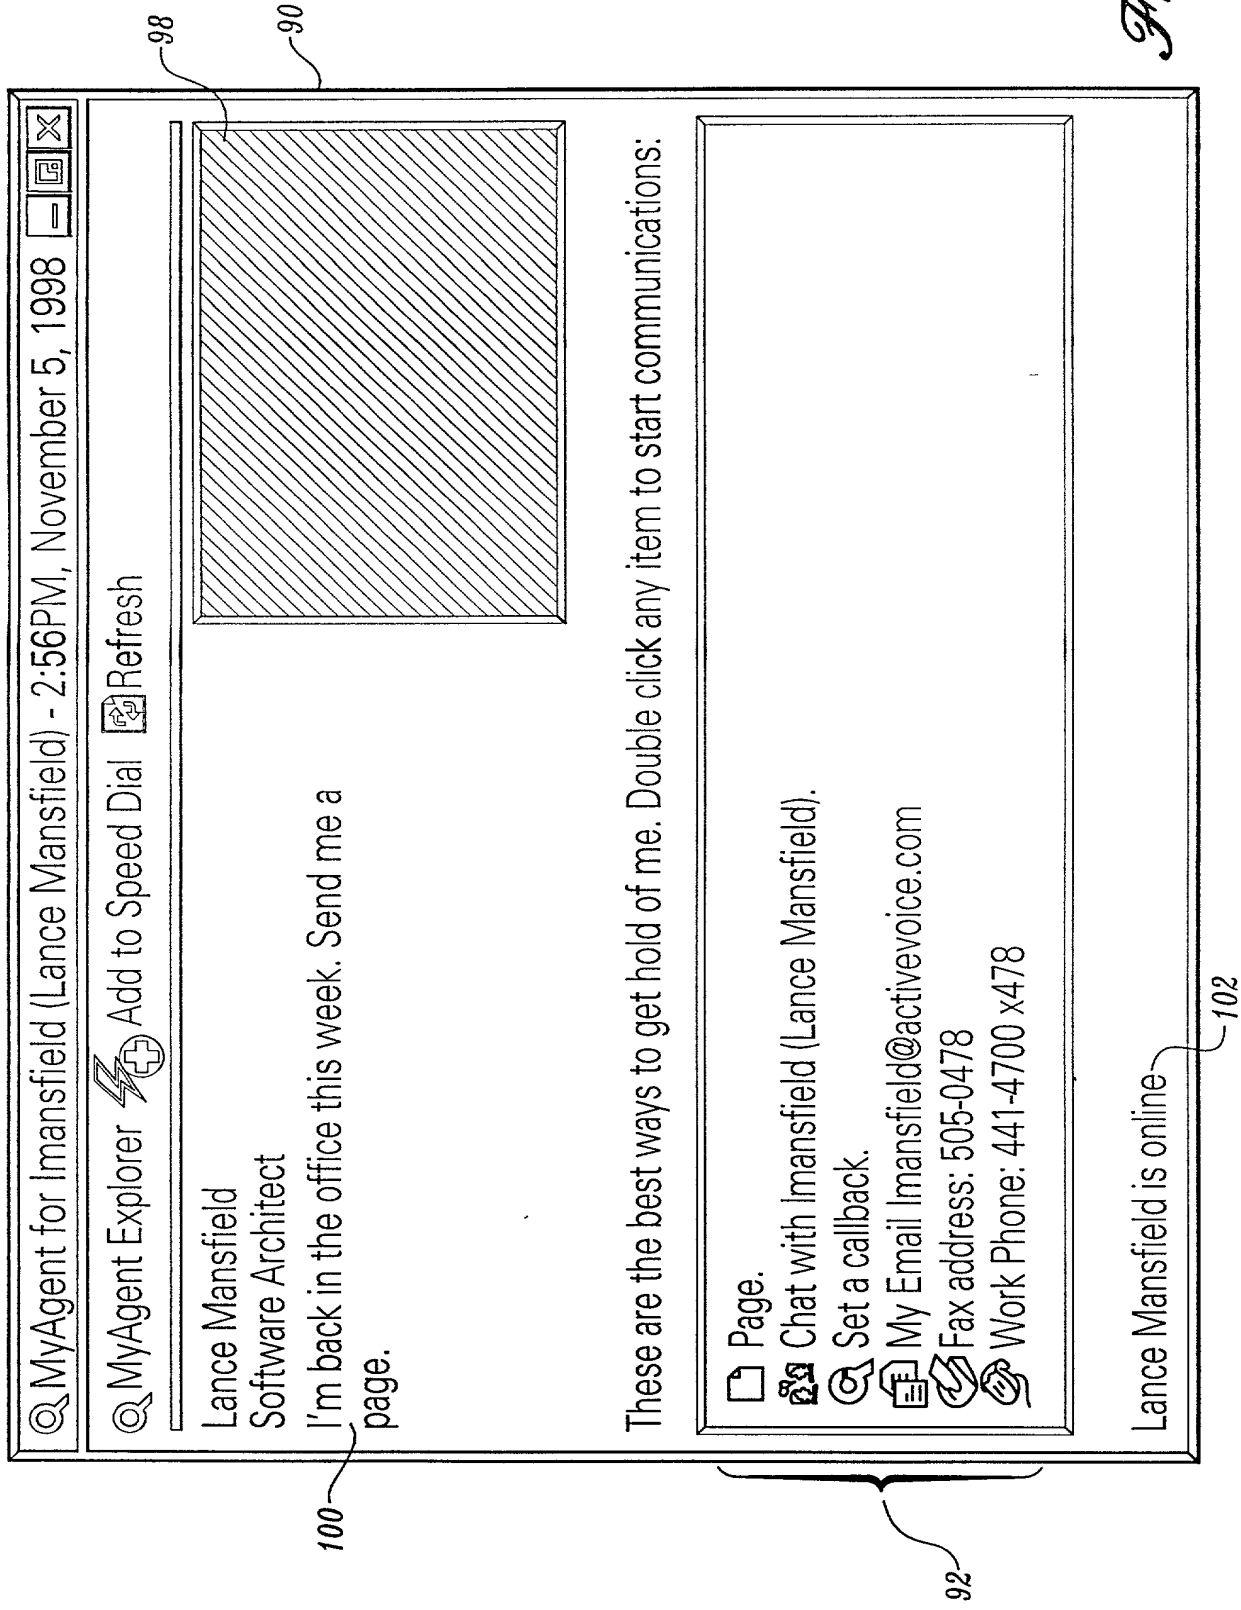 98
90
MyAgent for lmansfield (Lance Mansfield) - 2:56PM, November 5, 1998
MyAgent Explorer Add to Speed Dial Refresh
Lance Mansfield
Software Architect
I'm back in the office this week. Send me a
page.
100
These are the best ways to get hold of me. Double click any item to start communications:
Page.
Chat with lmansfield (Lance Mansfield).
Set a callback.
My Email lmansfield@activevoice.com
Fax address: 505-0478
Work Phone: 441-4700 x478
92
Lance Mansfield is online
102